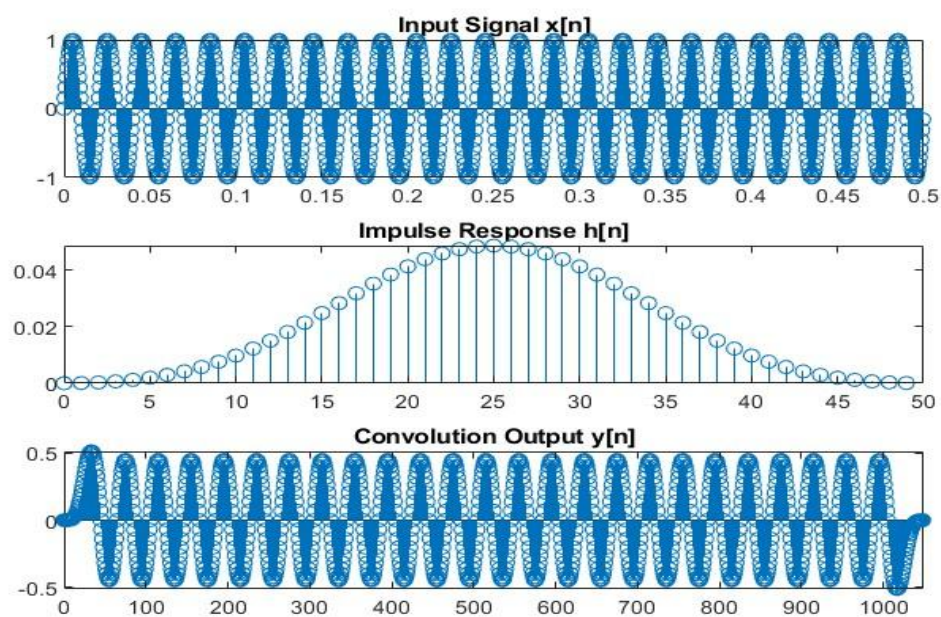 Input Signal x[n]
1
0
-1
0 0.05 0.1 0.15 0.2 0.25 0.3 0.35 0.4 0.45 0.5
Impulse Response h[n]
0.04
0.02
0
0 5 10 15 20 25 30 35 40 45 50
Convolution Output y[n]
0.5
0
-0.5
0 100 200 300 400 500 600 700 800 900 1000